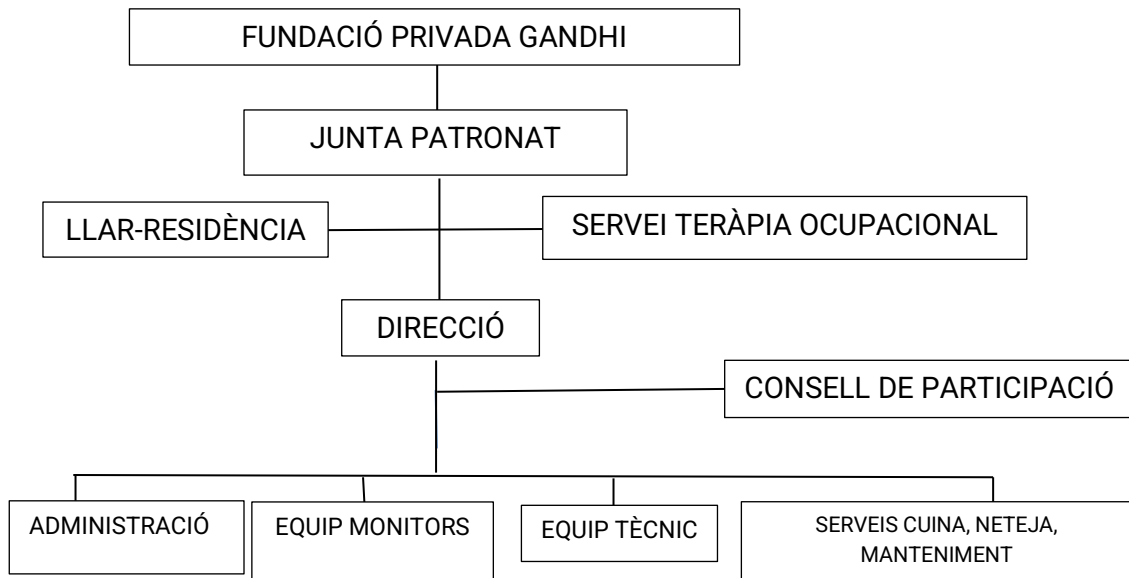 FUNDACIÓ PRIVADA GANDHI
JUNTA PATRONAT
LLAR-RESIDÈNCIA
SERVEI TERÀPIA OCUPACIONAL
DIRECCIÓ
CONSELL DE PARTICIPACIÓ
ADMINISTRACIÓ
EQUIP MONITORS
EQUIP TÈCNIC
SERVEIS CUINA, NETEJA,
MANTENIMENT